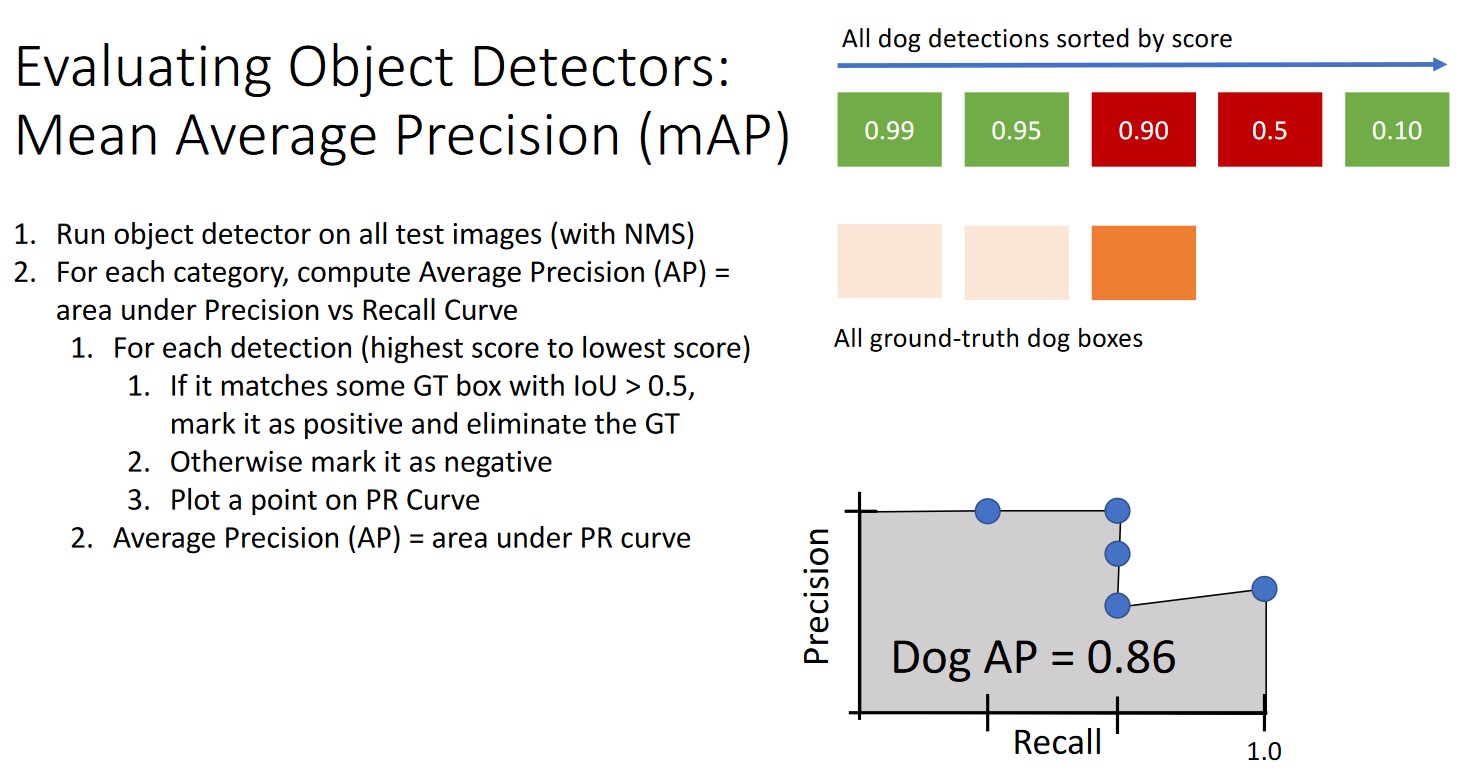 Evaluating Object Detectors:
Mean Average Precision (mAP)
1. Run object detector on all test images (with NMS)
2. For each category, compute Average Precision (AP) =
area under Precision vs Recall Curve
1. For each detection (highest score to lowest score)
1. If it matches some GT box with IoU > 0.5,
mark it as positive and eliminate the GT
2. Otherwise mark it as negative
3. Plot a point on PR Curve
2. Average Precision (AP) = area under PR curve
All dog detections sorted by score
0.99 0.95 0.90 0.5 0.10
All ground-truth dog boxes
Precision
Dog AP = 0.86
Recall
1.0